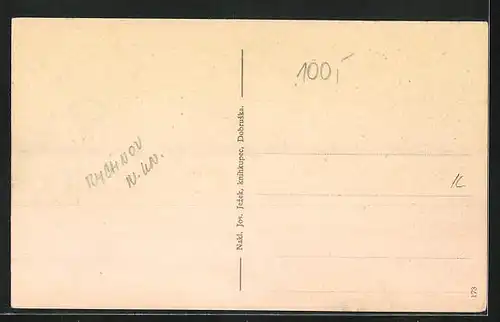 RYCHNOV
N. KN.
Nakl. Jos. Ježek, knihkupec, Dobruška.
100,-
173